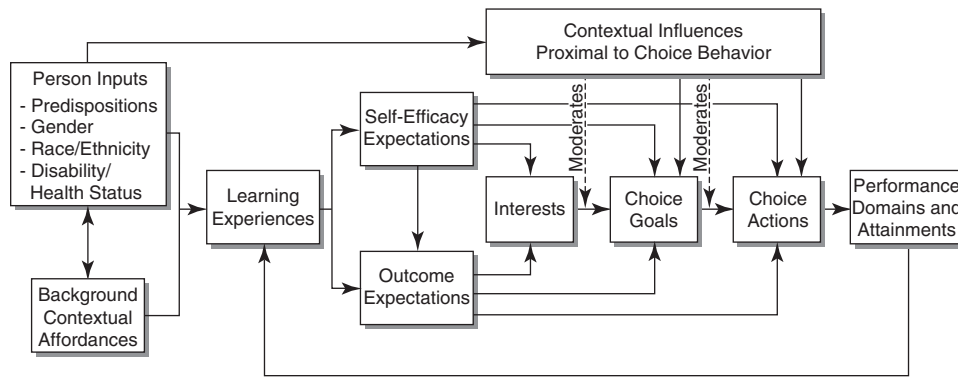 Contextual Influences
Proximal to Choice Behavior
Person Inputs
- Predispositions
- Gender
- Race/Ethnicity
- Disability/
Health Status
Self-Efficacy
Expectations
Moderates
Moderates
Learning
Experiences
Interests
Choice
Goals
Choice
Actions
Performance
Domains and
Attainments
Background
Contextual
Affordances
Outcome
Expectations